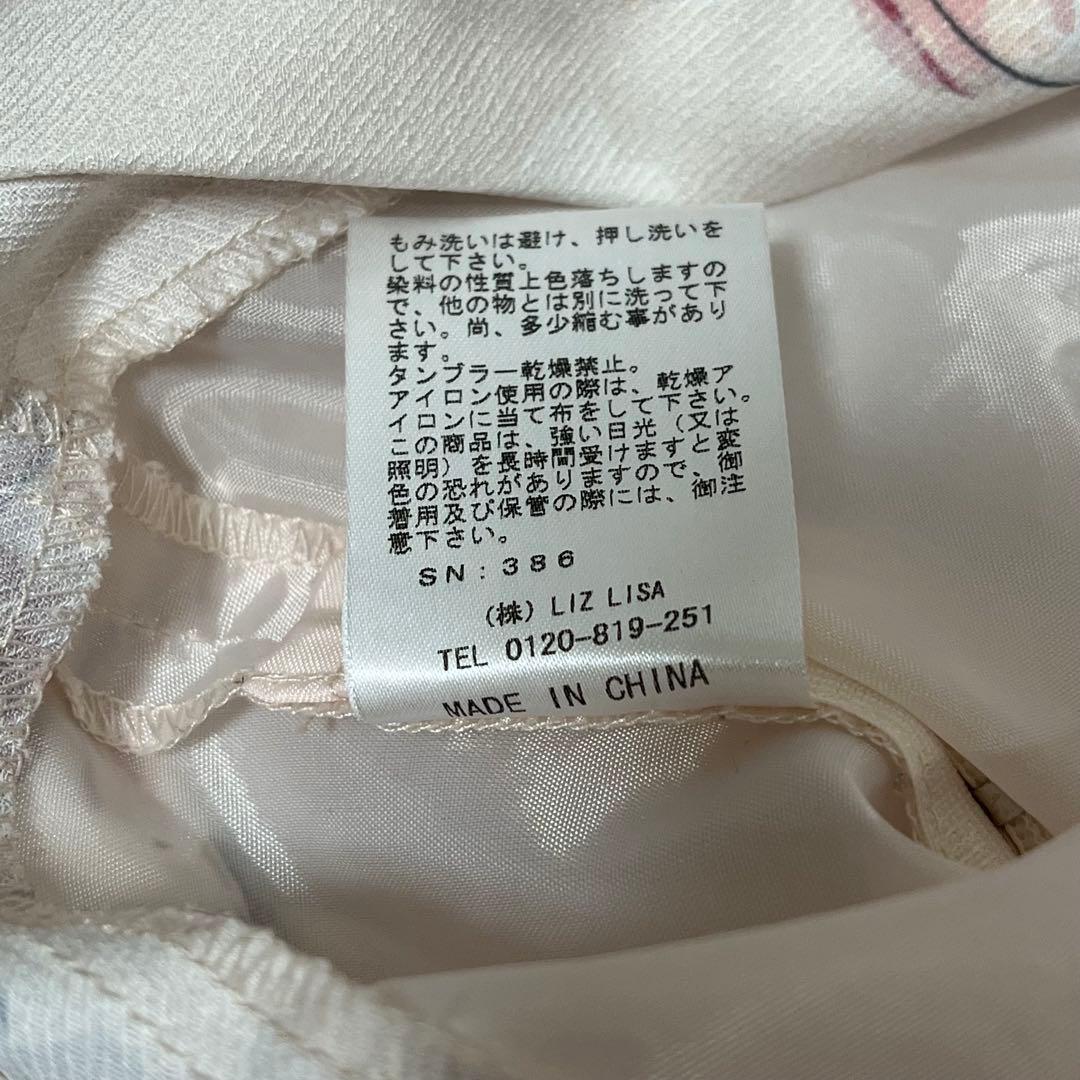 もみ洗いは避け、押し洗いを
して下さい。
染料の性質上色落ちしますの
で、他の物とは別に洗って下
さい。尚、多少縮む事があり
ます。
タンブラー乾燥禁止。
アイロン使用の際は、乾燥ア
イロンに当て布をして下さい。
この商品は、強い日光（又は
照明）を長時間受けますと変
色の恐れがありますので、御
着用及び保管の際には、御注
意下さい。
SN:386
（株）LIZ LISA
TEL 0120-819-251
MADE IN CHINA